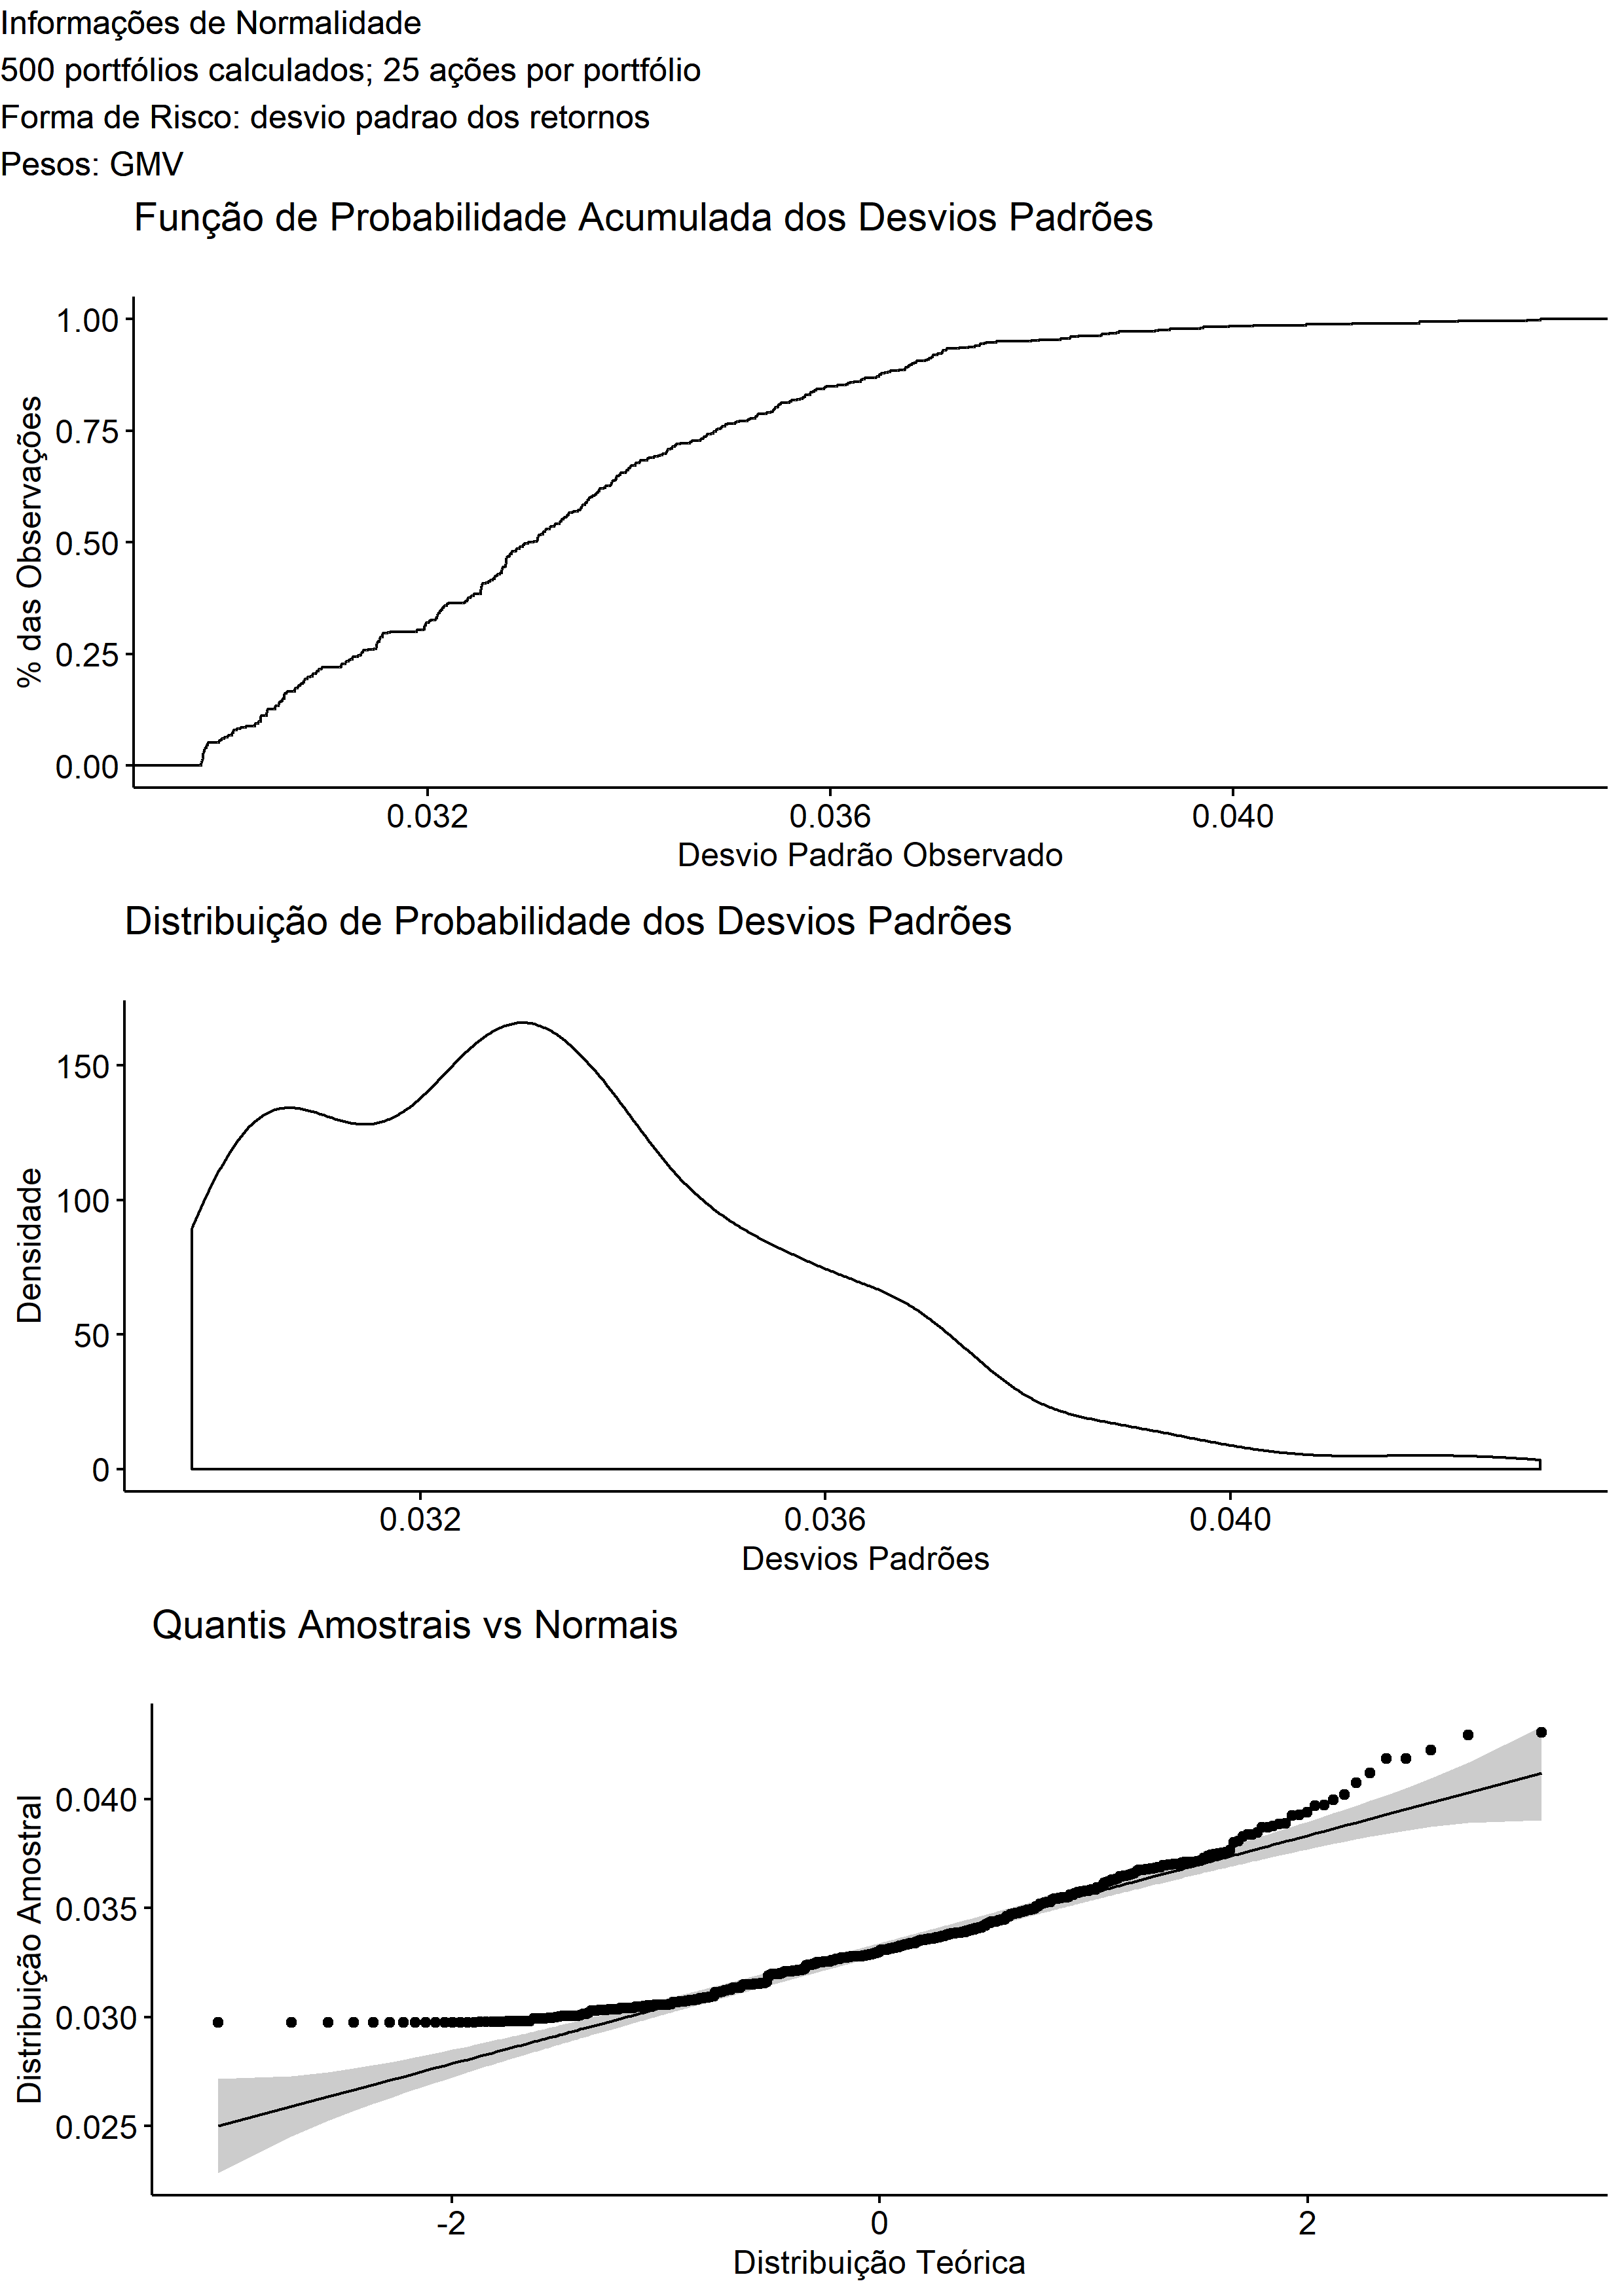 Informações de Normalidade
500 portfólios calculados; 25 ações por portfólio
Forma de Risco: desvio padrao dos retornos
Pesos: GMV
Função de Probabilidade Acumulada dos Desvios Padrões
% das Observações
1.00
0.75
0.50
0.25
0.00
0.032 0.036 0.040
Desvio Padrão Observado
Distribuição de Probabilidade dos Desvios Padrões
Densidade
150
100
50
0
0.032 0.036 0.040
Desvios Padrões
Quantis Amostrais vs Normais
Distribuição Amostral
0.040
0.035
0.030
0.025
-2 0 2
Distribuição Teórica